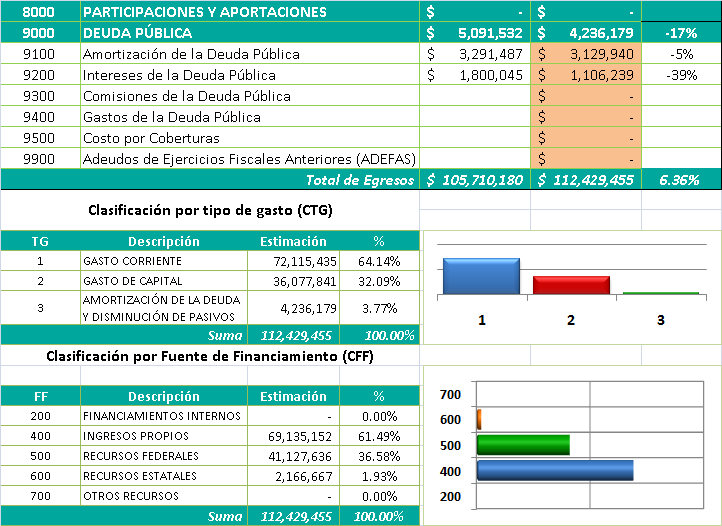 8000 PARTICIPACIONES Y APORTACIONES $ - $ -
9000 DEUDA PÚBLICA $ 5,091,532 $ 4,236,179 -17%
9100 Amortización de la Deuda Pública $ 3,291,487 $ 3,129,940 -5%
9200 Intereses de la Deuda Pública $ 1,800,045 $ 1,106,239 -39%
9300 Comisiones de la Deuda Pública $ -
9400 Gastos de la Deuda Pública $ -
9500 Costo por Coberturas $ -
9900 Adeudos de Ejercicios Fiscales Anteriores (ADEFAS) $ -
Total de Egresos $ 105,710,180 $ 112,429,455 6.36%
Clasificación por tipo de gasto (CTG)
TG Descripción Estimación %
1 GASTO CORRIENTE 72,115,435 64.14%
2 GASTO DE CAPITAL 36,077,841 32.09%
3 AMORTIZACIÓN DE LA DEUDA
Y DISMINUCIÓN DE PASIVOS 4,236,179 3.77%
Suma 112,429,455 100.00%
1 2 3
Clasificación por Fuente de Financiamiento (CFF)
FF Descripción Estimación %
200 FINANCIAMIENTOS INTERNOS - 0.00%
400 INGRESOS PROPIOS 69,135,152 61.49%
500 RECURSOS FEDERALES 41,127,636 36.58%
600 RECURSOS ESTATALES 2,166,667 1.93%
700 OTROS RECURSOS - 0.00%
Suma 112,429,455 100.00%
700
600
500
400
200